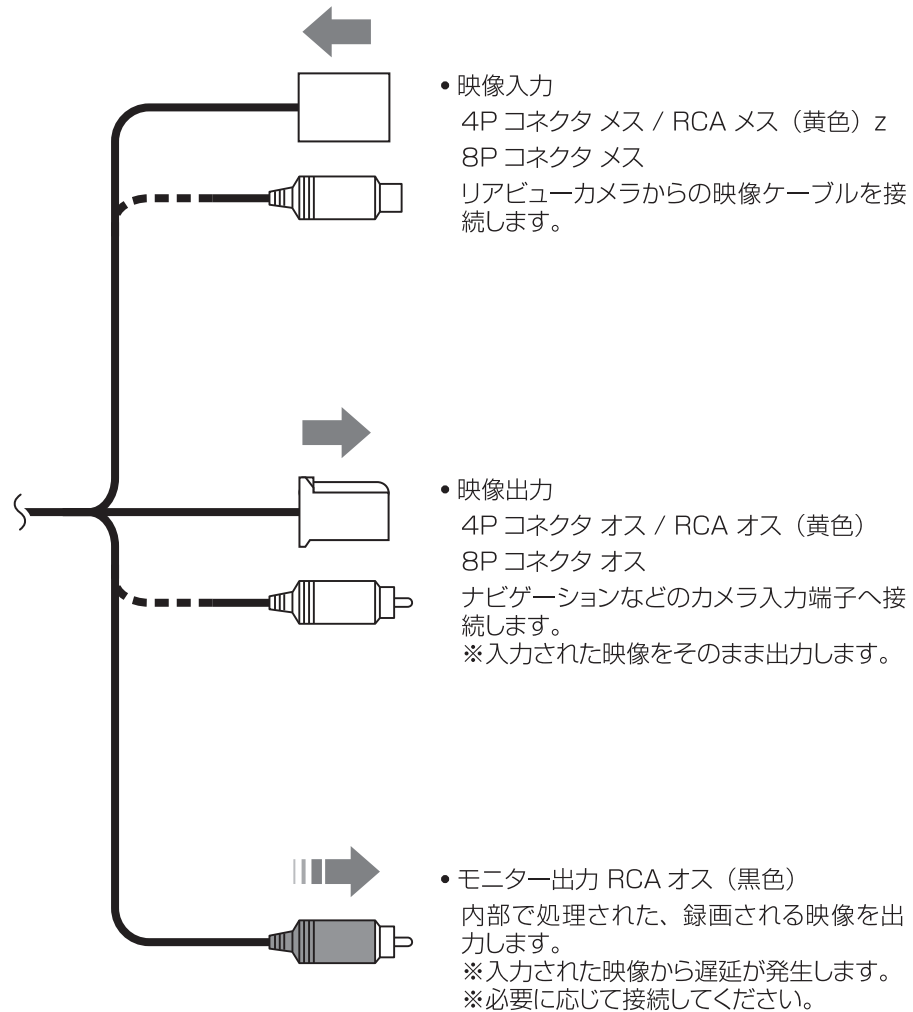 • 映像入力
4P コネクタ メス / RCA メス（黄色）z
8P コネクタ メス
リアビューカメラからの映像ケーブルを接
続します。
• 映像出力
4P コネクタ オス / RCA オス（黄色）
8P コネクタ オス
ナビゲーションなどのカメラ入力端子へ接
続します。
※入力された映像をそのまま出力します。
• モニター出力 RCA オス（黒色）
内部で処理された、録画される映像を出
力します。
※入力された映像から遅延が発生します。
※必要に応じて接続してください。